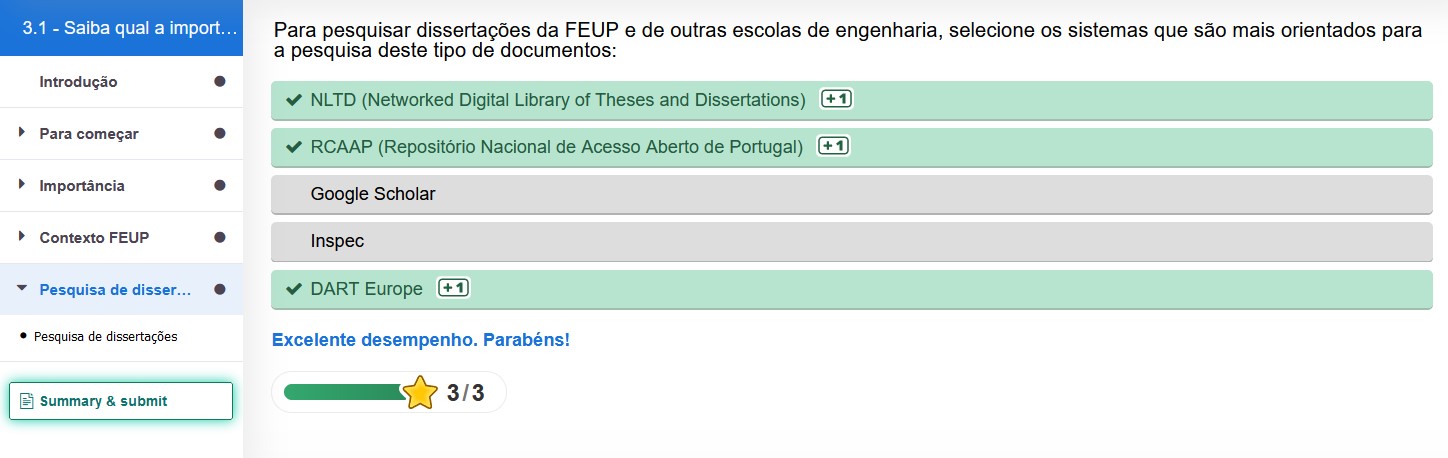 3.1 - Saiba qual a import...
Introdução
Para começar
Importância
Contexto FEUP
Pesquisa de disser...
Pesquisa de dissertações
Summary & submit
Para pesquisar dissertações da FEUP e de outras escolas de engenharia, selecione os sistemas que são mais orientados para
a pesquisa deste tipo de documentos:
NLTD (Networked Digital Library of Theses and Dissertations) +1
RCAAP (Repositório Nacional de Acesso Aberto de Portugal) +1
Google Scholar
Inspec
DART Europe +1
Excelente desempenho. Parabéns!
3/3